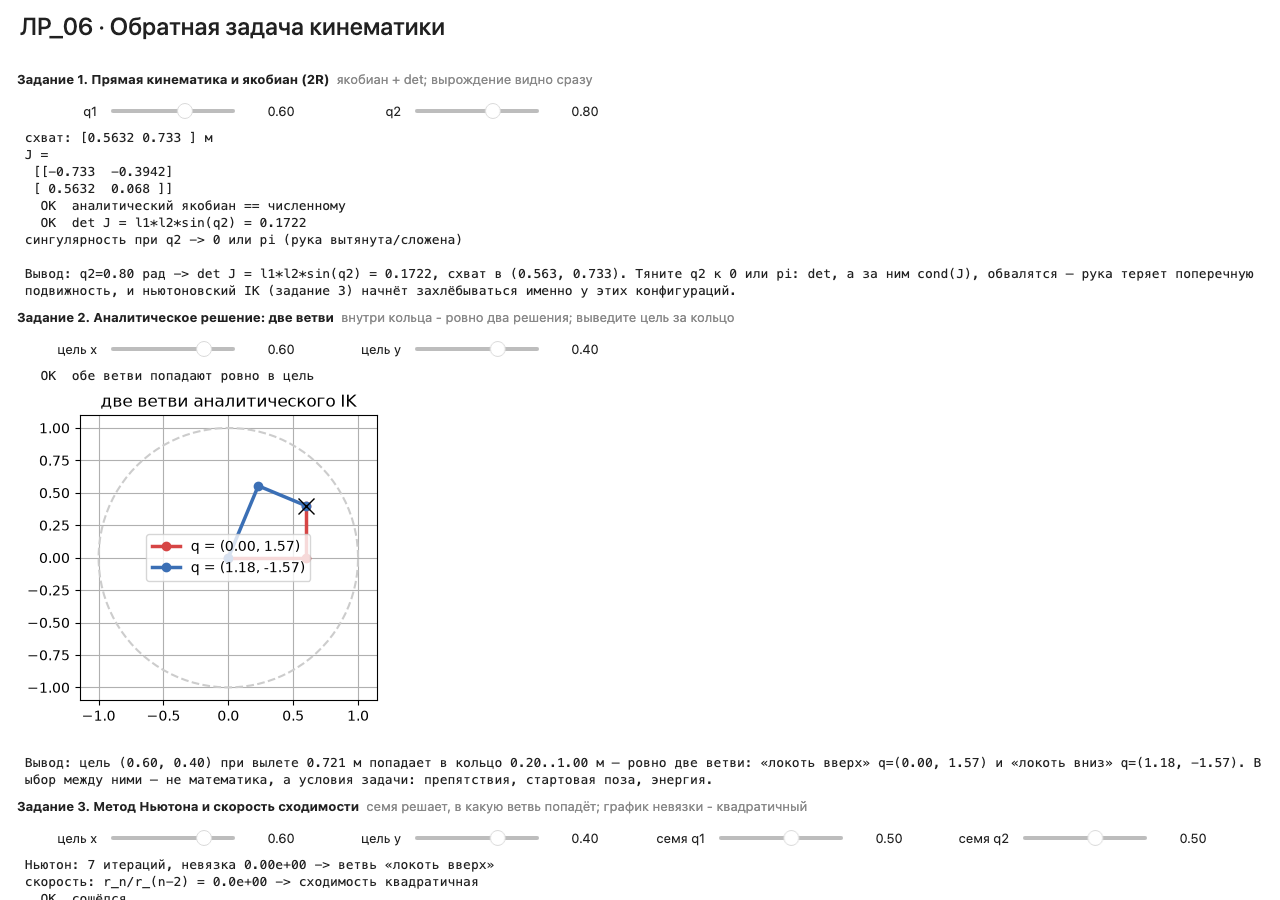 ЛР_06 · Обратная задача кинематики
Задание 1. Прямая кинематика и якобиан (2R) якобиан + det; вырождение видно сразу
q1 0.60 q2 0.80
схват: [0.5632 0.733 ] м
J =
[[-0.733 -0.3942]
[ 0.5632 0.068 ]]
OK аналитический якобиан == численному
OK det J = l1*l2*sin(q2) = 0.1722
сингулярность при q2 -> 0 или pi (рука вытянута/сложена)
Вывод: q2=0.80 рад -> det J = l1*l2*sin(q2) = 0.1722, схват в (0.563, 0.733). Тяните q2 к 0 или pi: det, а за ним cond(J), обвалятся — рука теряет поперечную
подвижность, и ньютоновский IK (задание 3) начнёт захлёбываться именно у этих конфигураций.
Задание 2. Аналитическое решение: две ветви внутри кольца - ровно два решения; выведите цель за кольцо
цель x 0.60 цель y 0.40
OK обе ветви попадают ровно в цель
две ветви аналитического IK
1.00
0.75
0.50
0.25
0.00
−0.25
−0.50
−0.75
−1.00
q = (0.00, 1.57)
q = (1.18, -1.57)
−1.0 −0.5 0.0 0.5 1.0
Вывод: цель (0.60, 0.40) при вылете 0.721 м попадает в кольцо 0.20..1.00 м — ровно две ветви: «локоть вверх» q=(0.00, 1.57) и «локоть вниз» q=(1.18, -1.57). В
ыбор между ними — не математика, а условия задачи: препятствия, стартовая поза, энергия.
Задание 3. Метод Ньютона и скорость сходимости семя решает, в какую ветвь попадёт; график невязки - квадратичный
цель x 0.60 цель y 0.40 семя q1 0.50 семя q2 0.50
Ньютон: 7 итераций, невязка 0.00e+00 -> ветвь «локоть вверх»
скорость: r_n/r_(n-2) = 0.0e+00 -> сходимость квадратичная
OK сошёлся